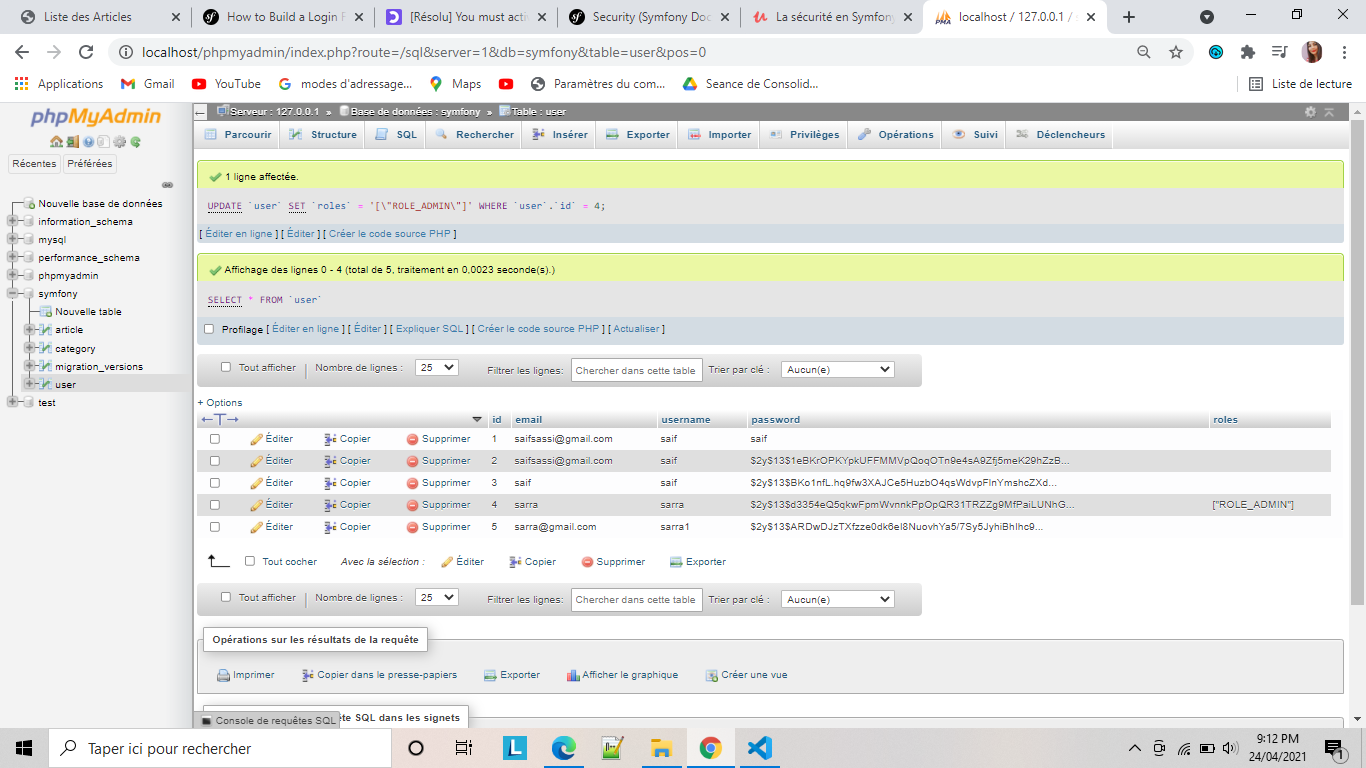 Liste des Articles
How to Build a Login F
[Résolu] You must acti
Security (Symfony Doc
La sécurité en Symfony
localhost / 127.0.0.1 / s
localhost/phpmyadmin/index.php?route=/sql&server=1&db=symfony&table=user&pos=0
Applications
Gmail
YouTube
modes d'adressage...
Maps
Paramètres du com...
Seance de Consolid...
Liste de lecture
phpMyAdmin
Récentes
Préférées
Nouvelle base de données
information_schema
mysql
performance_schema
phpmyadmin
symfony
Nouvelle table
article
category
migration_versions
user
test
Serveur : 127.0.0.1 » Base de données : symfony » Table : user
Parcourir
Structure
SQL
Rechercher
Insérer
Exporter
Importer
Privilèges
Opérations
Suivi
Déclencheurs
1 ligne affectée.
UPDATE `user` SET `roles` = '[\"ROLE_ADMIN\"]' WHERE `user`.`id` = 4;
[ Éditer en ligne ] [ Éditer ] [ Créer le code source PHP ]
Affichage des lignes 0 - 4 (total de 5, traitement en 0,0023 seconde(s).)
SELECT * FROM `user`
Profilage [ Éditer en ligne ] [ Éditer ] [ Expliquer SQL ] [ Créer le code source PHP ] [ Actualiser ]
Tout afficher Nombre de lignes : 25 Filtrer les lignes: Chercher dans cette table Trier par clé : Aucun(e)
+ Options
id email username password roles
Éditer Copier Supprimer 1 saifsassi@gmail.com saif saif
Éditer Copier Supprimer 2 saifsassi@gmail.com saif $2y$13$1eBKrOPKYpkUFFMMVpQoqOTn9e4sA9Zfj5meK29hZzB...
Éditer Copier Supprimer 3 saif saif $2y$13$BKo1nfL.hq9fw3XAJCe5HuzbO4qsWdvpFlnYmshcZXd...
Éditer Copier Supprimer 4 sarra sarra $2y$13$d3354eQ5qkwFpmWvnnkPpOpQR31TRZZg9MfPaiLUNhG... ["ROLE_ADMIN"]
Éditer Copier Supprimer 5 sarra@gmail.com sarra1 $2y$13$ARDwDJzTXfzze0dk6el8NuovhYa5/7Sy5JyhiBhIhc9...
Tout cocher Avec la sélection : Éditer Copier Supprimer Exporter
Tout afficher Nombre de lignes : 25 Filtrer les lignes: Chercher dans cette table Trier par clé : Aucun(e)
Opérations sur les résultats de la requête
Imprimer Copier dans le presse-papiers Exporter Afficher le graphique Créer une vue
Console de requêtes SQL
ête SQL dans les signets
Taper ici pour rechercher
9:12 PM
24/04/2021
1